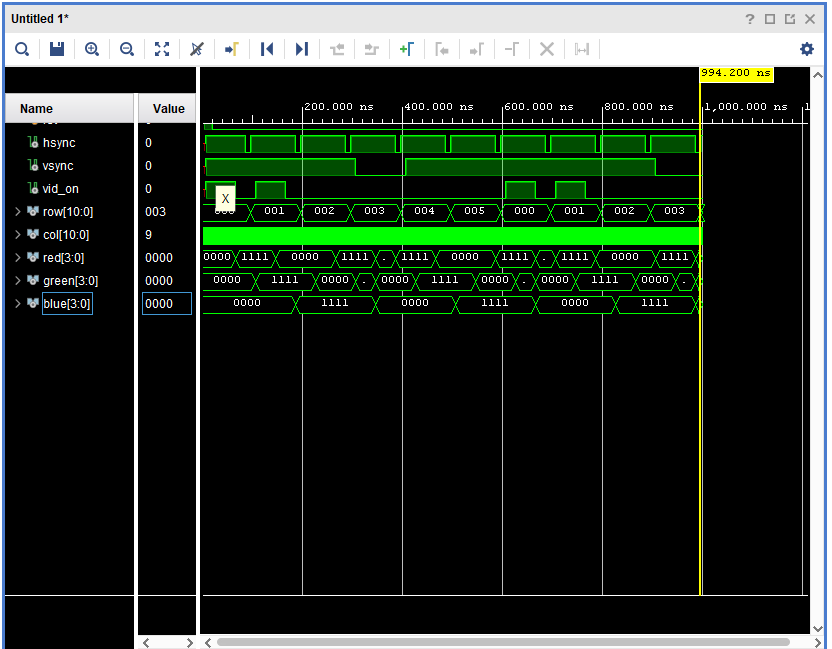 Untitled 1*
994.200 ns
Name Value
200.000 ns 400.000 ns 600.000 ns 800.000 ns 1,000.000 ns
hsync 0
vsync 0
vid_on 0
X
row[10:0] 003 000 001 002 003 004 005 000 001 002 003
col[10:0] 9
red[3:0] 0000 0000 1111 0000 1111 . 1111 0000 1111 . 1111 0000 1111
green[3:0] 0000 0000 1111 0000 . 0000 1111 0000 . 0000 1111 0000 .
blue[3:0] 0000 0000 1111 0000 1111 0000 1111